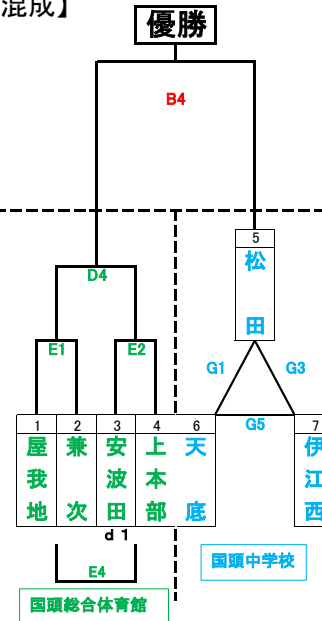 混成】
優勝
B4
5
松田
D4
E1
E2
G1
G3
G5
1
2
3
4
6
7
屋我地
兼次
安波田
上本部
天底
伊江西
d 1
E4
国頭中学校
国頭総合体育館